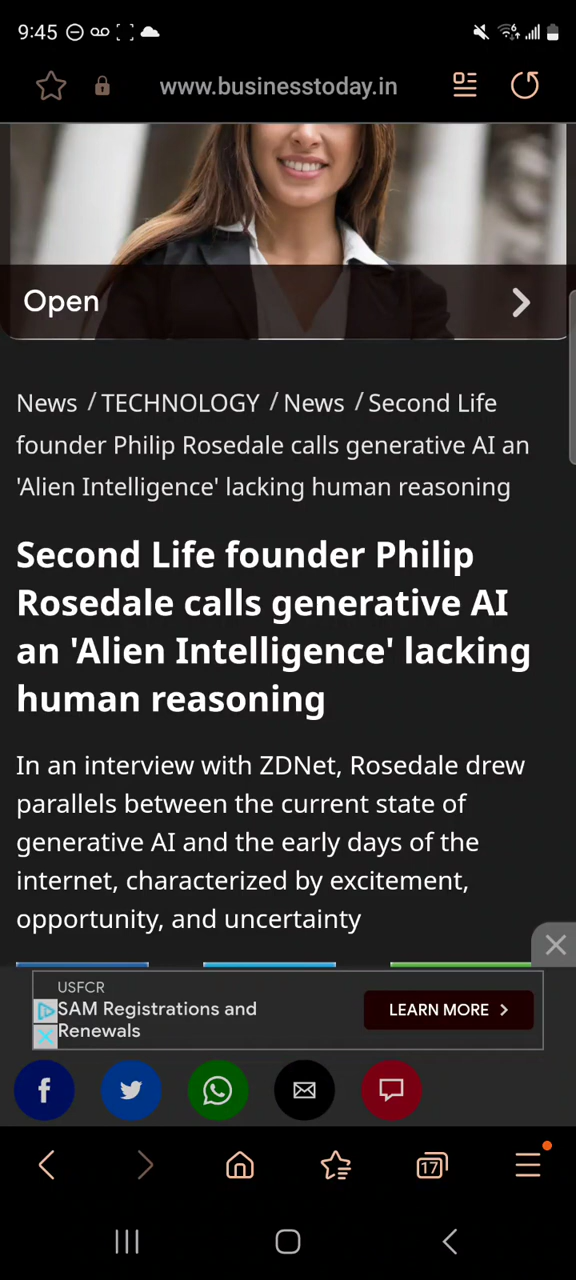 9:45
www.businesstoday.in
Open
News / TECHNOLOGY / News / Second Life
founder Philip Rosedale calls generative AI an
'Alien Intelligence' lacking human reasoning
Second Life founder Philip
Rosedale calls generative AI
an 'Alien Intelligence' lacking
human reasoning
In an interview with ZDNet, Rosedale drew
parallels between the current state of
generative AI and the early days of the
internet, characterized by excitement,
opportunity, and uncertainty
USFCR
SAM Registrations and
Renewals
LEARN MORE
17